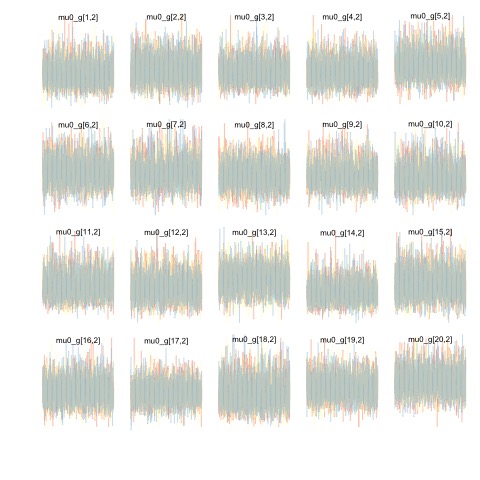 mu0_g[1,2] mu0_g[2,2] mu0_g[3,2] mu0_g[4,2] mu0_g[5,2]
mu0_g[6,2] mu0_g[7,2] mu0_g[8,2] mu0_g[9,2] mu0_g[10,2]
mu0_g[11,2] mu0_g[12,2] mu0_g[13,2] mu0_g[14,2] mu0_g[15,2]
mu0_g[16,2] mu0_g[17,2] mu0_g[18,2] mu0_g[19,2] mu0_g[20,2]